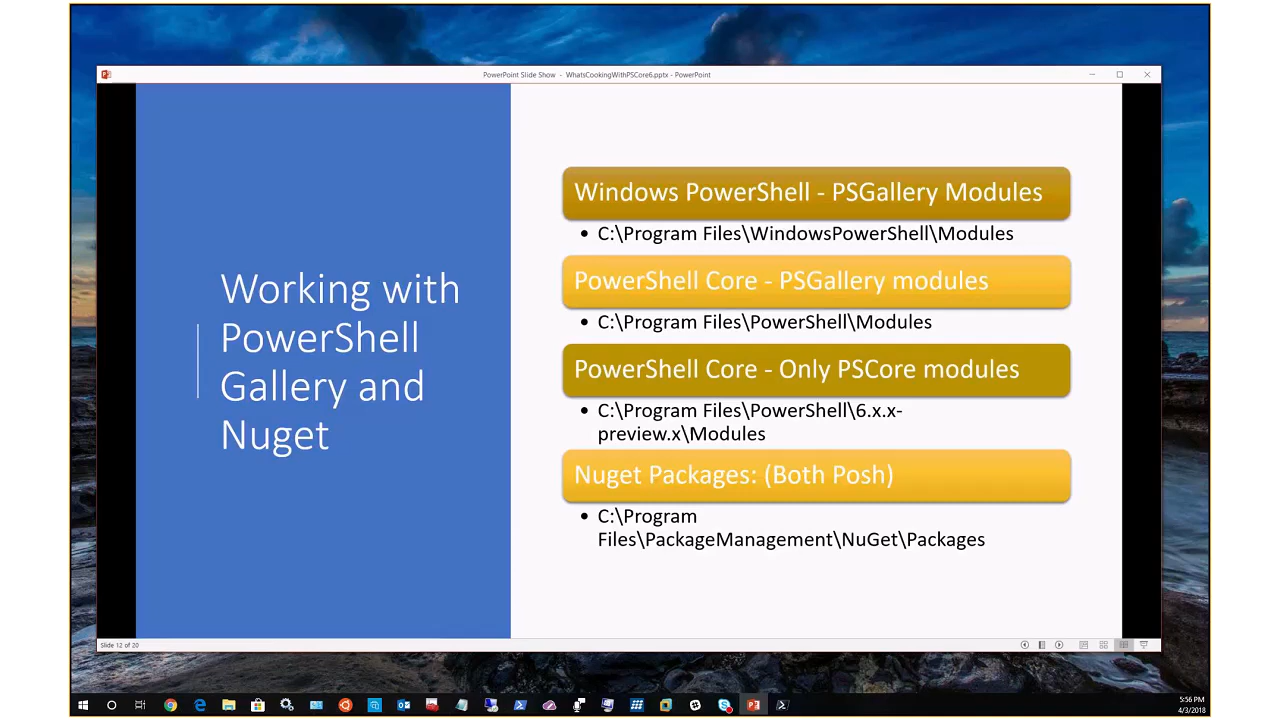 PowerPoint Slide Show - WhatsCookingWithPSCore6.pptx - PowerPoint
Working with
PowerShell
Gallery and
Nuget
Windows PowerShell - PSGallery Modules
• C:\Program Files\WindowsPowerShell\Modules
PowerShell Core - PSGallery modules
• C:\Program Files\PowerShell\Modules
PowerShell Core - Only PSCore modules
• C:\Program Files\PowerShell\6.x.x-
preview.x\Modules
Nuget Packages: (Both Posh)
• C:\Program
Files\PackageManagement\NuGet\Packages
Slide 12 of 20
5:56 PM
4/3/2018